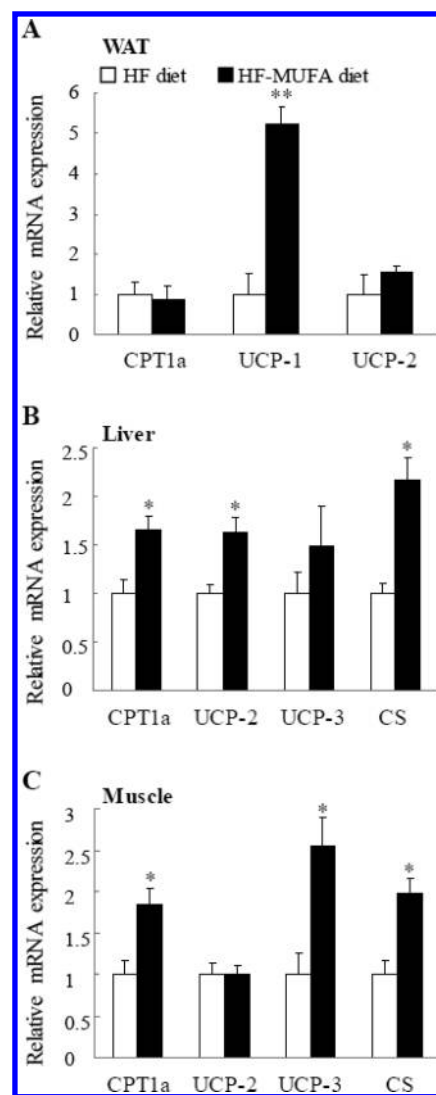 A
WAT
HF diet HF-MUFA diet
Relative mRNA expression
6
5
4
3
2
1
0
**
CPT1a UCP-1 UCP-2
B
Liver
Relative mRNA expression
2.5
2
1.5
1
0.5
0
* * *
CPT1a UCP-2 UCP-3 CS
C
Muscle
Relative mRNA expression
3
2.5
2
1.5
1
0.5
0
* * *
CPT1a UCP-2 UCP-3 CS